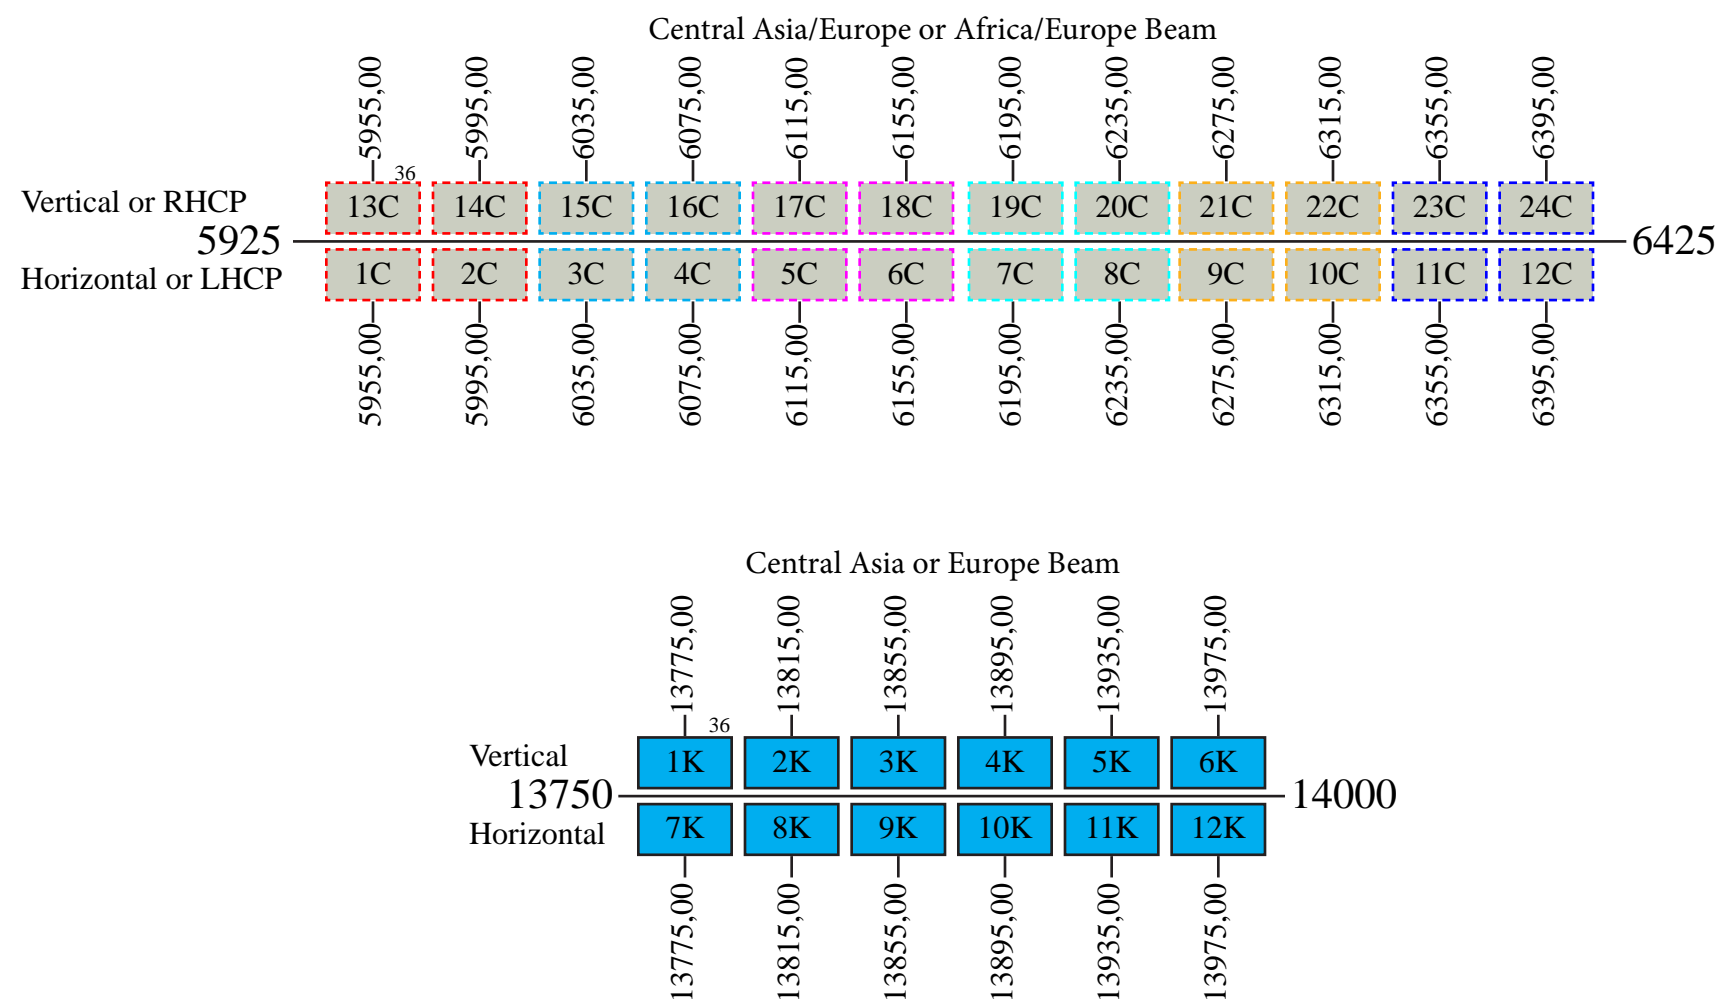 Central Asia/Europe or Africa/Europe Beam
5955,00 5995,00 6035,00 6075,00 6115,00 6155,00 6195,00 6235,00 6275,00 6315,00 6355,00 6395,00
36
Vertical or RHCP 13C 14C 15C 16C 17C 18C 19C 20C 21C 22C 23C 24C
5925 6425
Horizontal or LHCP 1C 2C 3C 4C 5C 6C 7C 8C 9C 10C 11C 12C
5955,00 5995,00 6035,00 6075,00 6115,00 6155,00 6195,00 6235,00 6275,00 6315,00 6355,00 6395,00
Central Asia or Europe Beam
13775,00 13815,00 13855,00 13895,00 13935,00 13975,00
36
Vertical 1K 2K 3K 4K 5K 6K
13750 14000
Horizontal 7K 8K 9K 10K 11K 12K
13775,00 13815,00 13855,00 13895,00 13935,00 13975,00